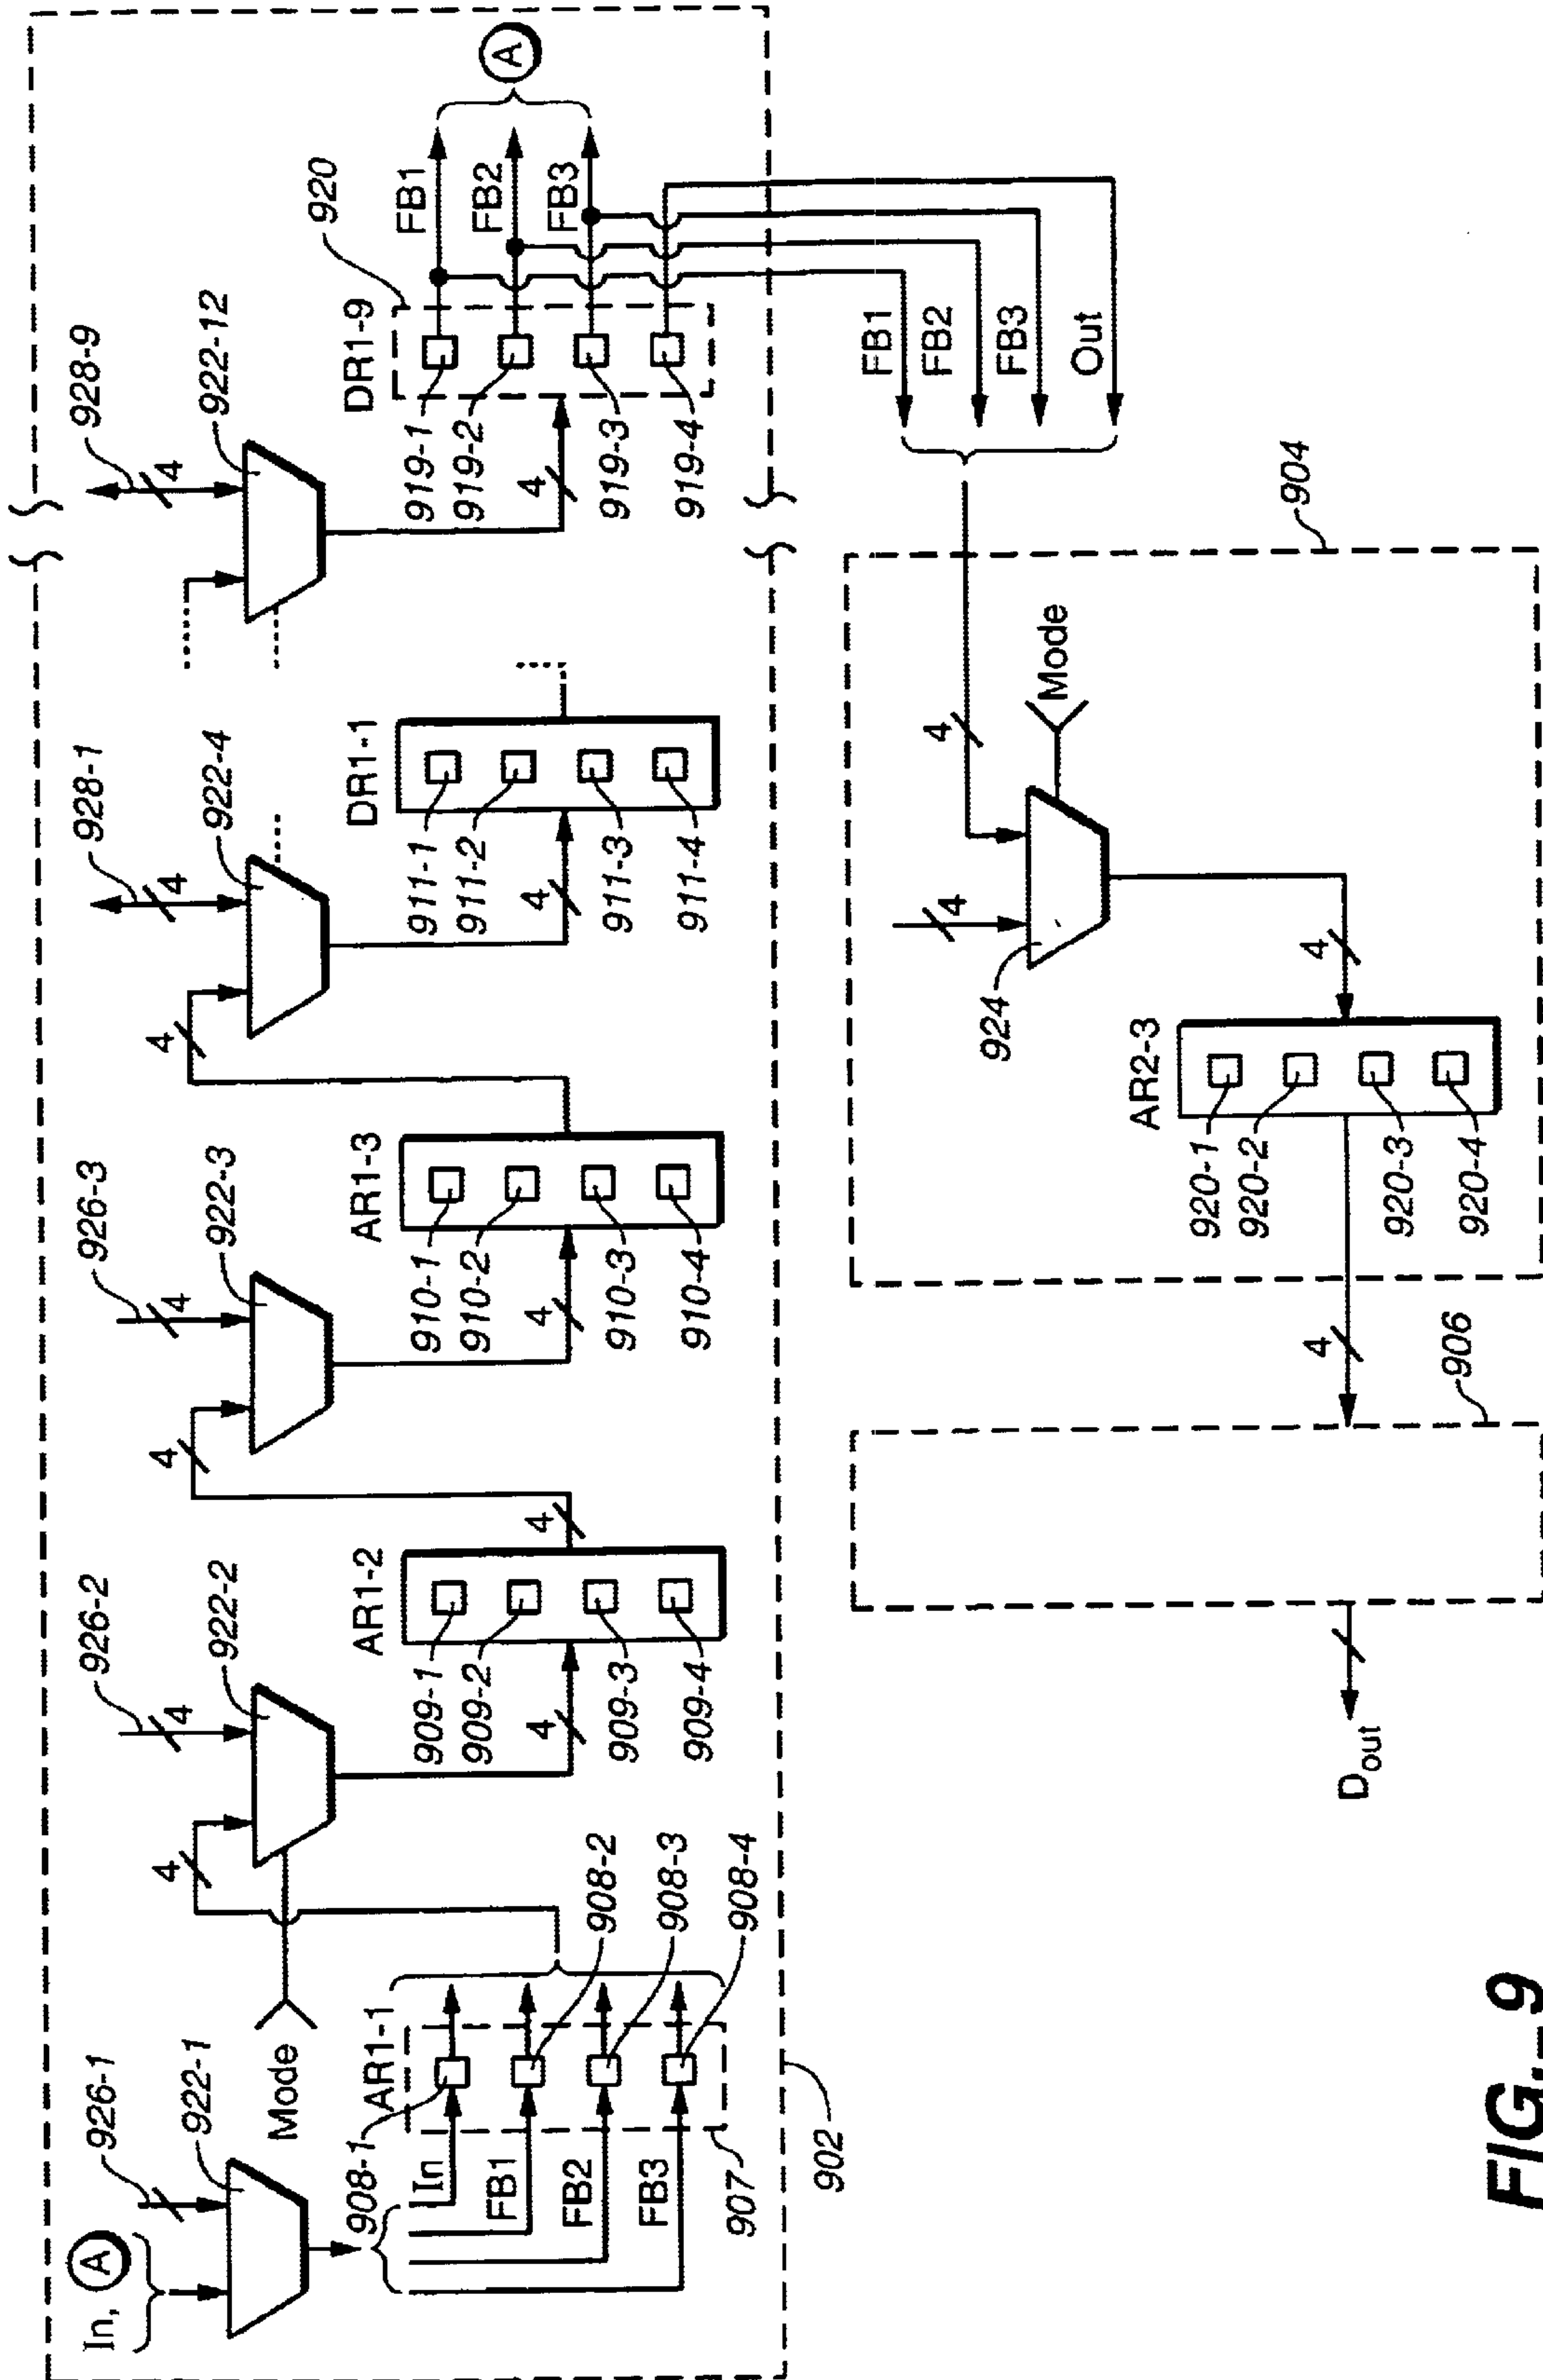 In, A
926-1
922-1
Mode
926-2
922-2
926-3
922-3
928-1
922-4
928-9
922-12
4
4
4
4
4
4
4
4
908-1
In
FB1
FB2
FB3
AR1-1
908-2
908-3
908-4
907
902
4
AR1-2
909-1
909-2
909-3
909-4
4
4
AR1-3
910-1
910-2
910-3
910-4
4
DR1-1
911-1
911-2
911-3
911-4
4
DR1-9
920
919-1
919-2
919-3
919-4
FB1
FB2
FB3
A
FB1
FB2
FB3
Out
904
4
4
Mode
924
4
AR2-3
920-1
920-2
920-3
920-4
4
906
Dout
FIG._9